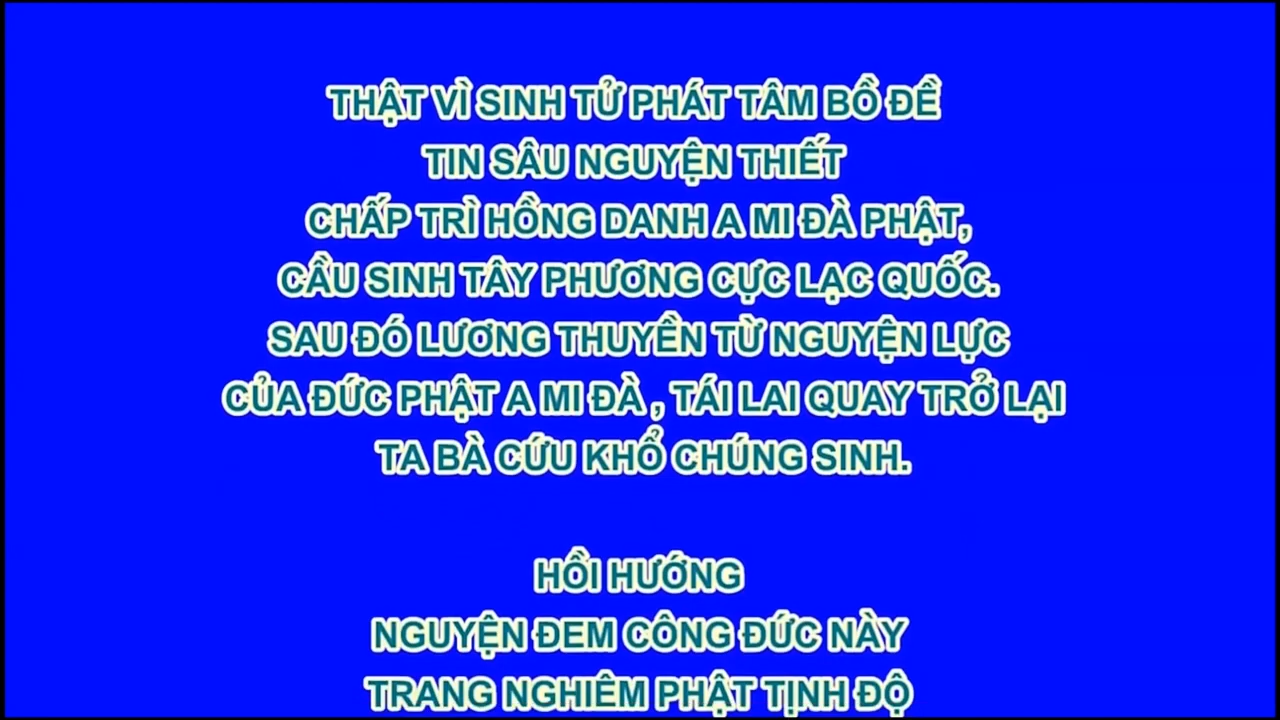 THẬT VÌ SINH TỬ PHÁT TÂM BỒ ĐỀ
TIN SÂU NGUYỆN THIẾT
CHẤP TRÌ HỒNG DANH A MI ĐÀ PHẬT,
CẦU SINH TÂY PHƯƠNG CỰC LẠC QUỐC.
SAU ĐÓ LƯƠNG THUYỀN TỪ NGUYỆN LỰC
CỦA ĐỨC PHẬT A MI ĐÀ , TÁI LAI QUAY TRỞ LẠI
TA BÀ CỨU KHỔ CHÚNG SINH.
HỒI HƯỚNG
NGUYỆN ĐEM CÔNG ĐỨC NÀY
TRANG NGHIÊM PHẬT TỊNH ĐỘ